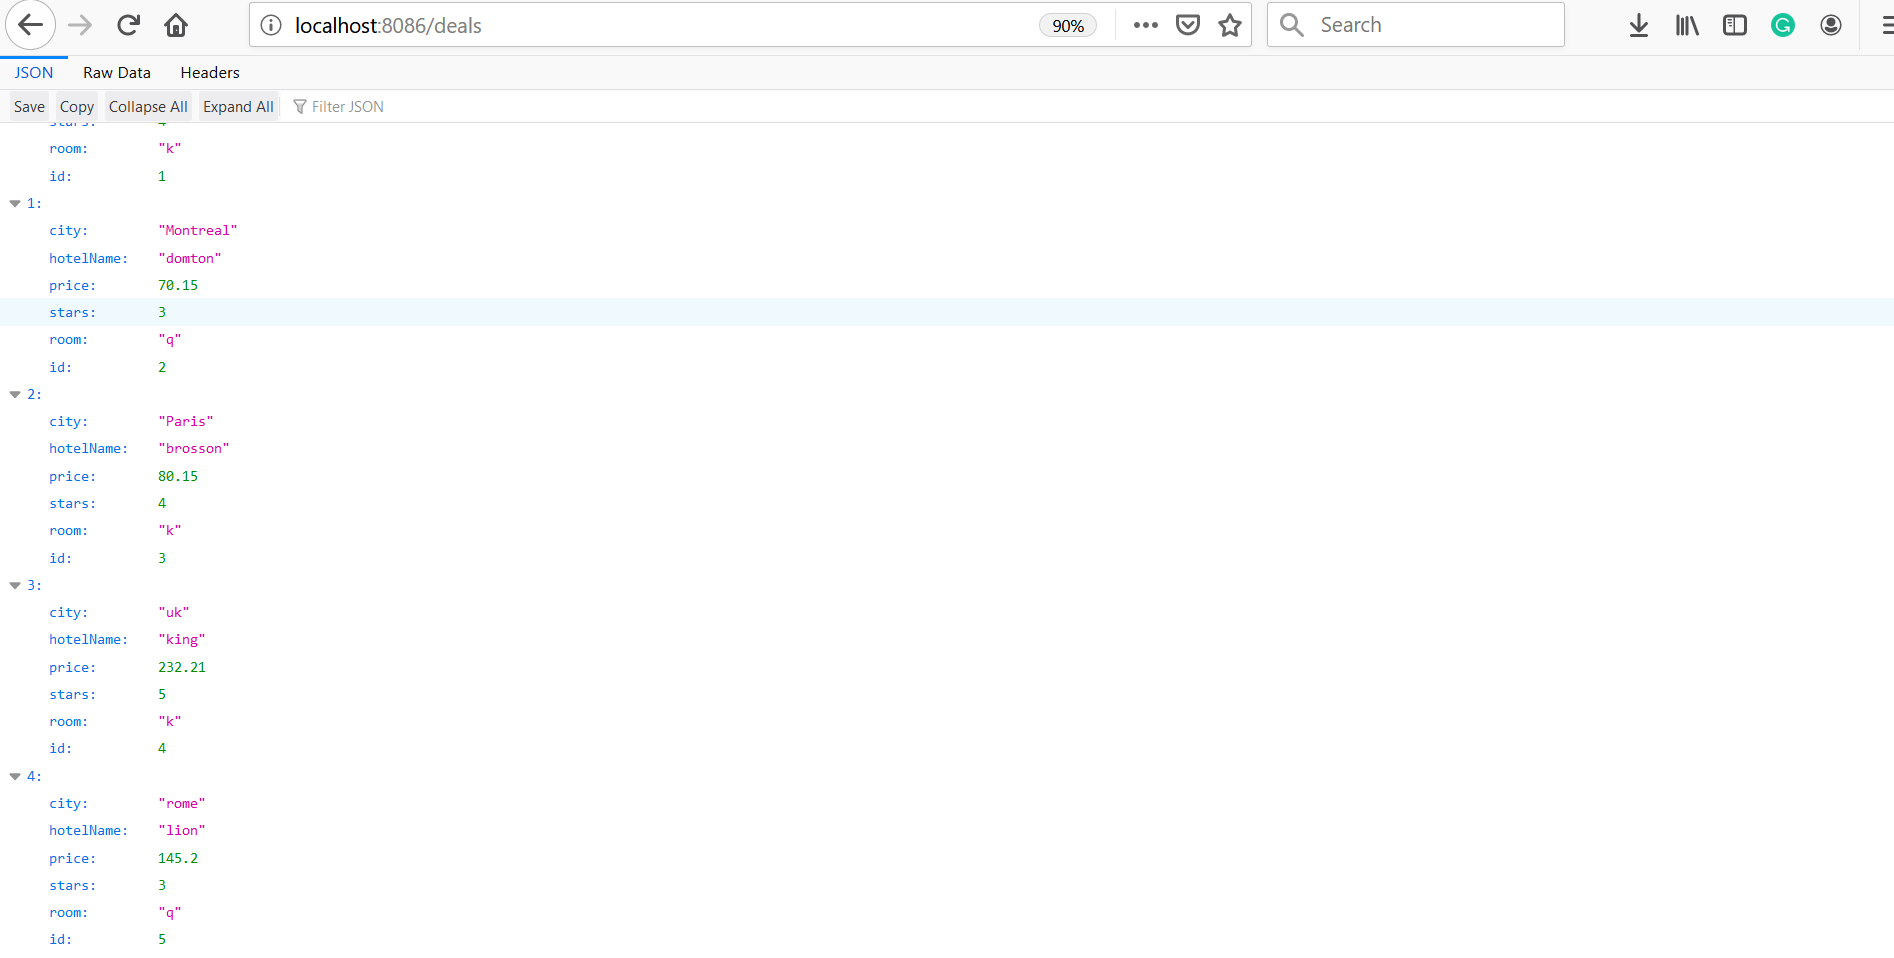 localhost:8086/deals 90% Search
JSON Raw Data Headers
Save Copy Collapse All Expand All Filter JSON
stars: 4
room: "k"
id: 1
1:
city: "Montreal"
hotelName: "domton"
price: 70.15
stars: 3
room: "q"
id: 2
2:
city: "Paris"
hotelName: "brosson"
price: 80.15
stars: 4
room: "k"
id: 3
3:
city: "uk"
hotelName: "king"
price: 232.21
stars: 5
room: "k"
id: 4
4:
city: "rome"
hotelName: "lion"
price: 145.2
stars: 3
room: "q"
id: 5